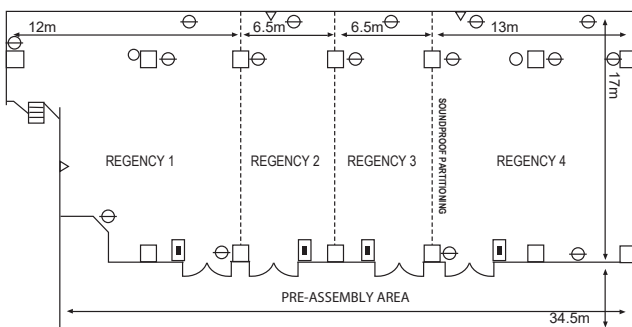 12m
6.5m
6.5m
13m
17m
SOUNDPROOF PARTITIONING
REGENCY 1
REGENCY 2
REGENCY 3
REGENCY 4
PRE-ASSEMBLY AREA
34.5m